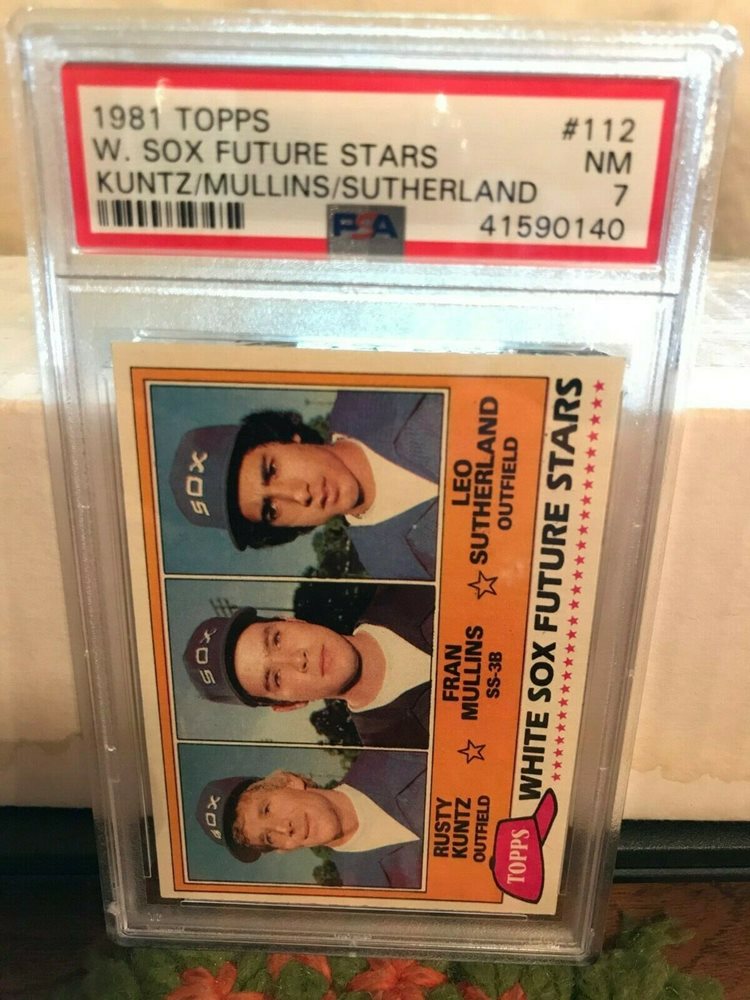 1981 TOPPS #112
W. SOX FUTURE STARS NM
KUNTZ/MULLINS/SUTHERLAND 7
PSA 41590140
SOX
SOX
SOX
RUSTY
KUNTZ
OUTFIELD
☆
FRAN
MULLINS
SS-3B
☆
LEO
SUTHERLAND
OUTFIELD
TOPPS
WHITE SOX FUTURE STARS